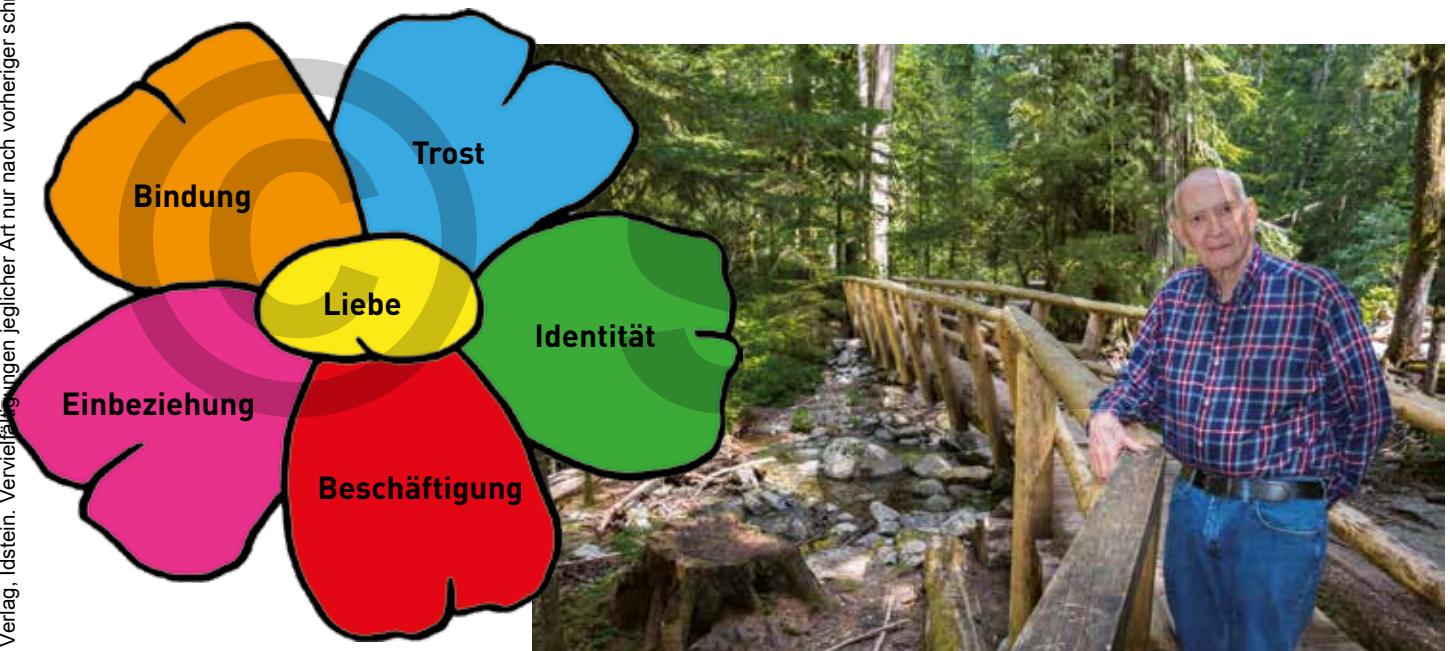 Verlag, Idstein. Vervielfältigungen jeglicher Art nur nach vorheriger
Bindung
Trost
Liebe
Identität
Einbeziehung
Beschäftigung